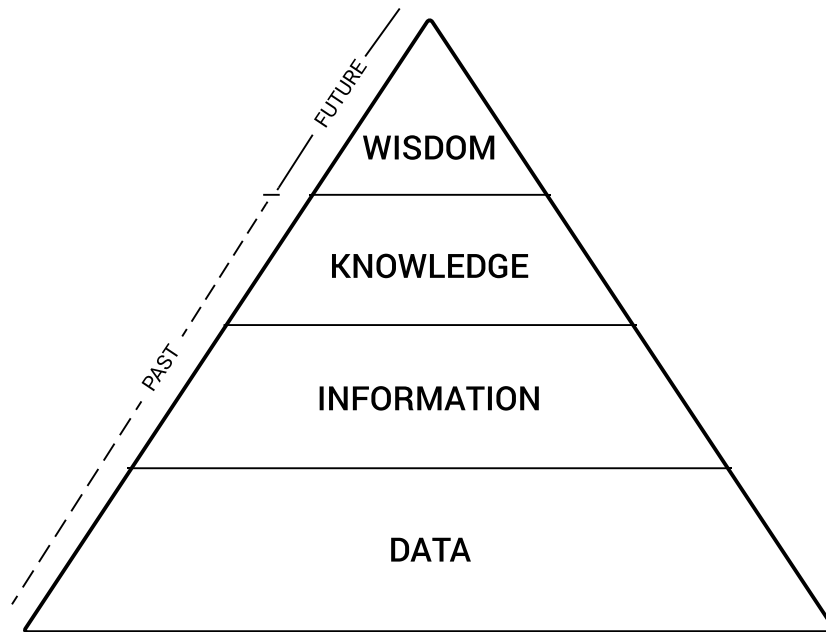 FUTURE
WISDOM
KNOWLEDGE
PAST
INFORMATION
DATA